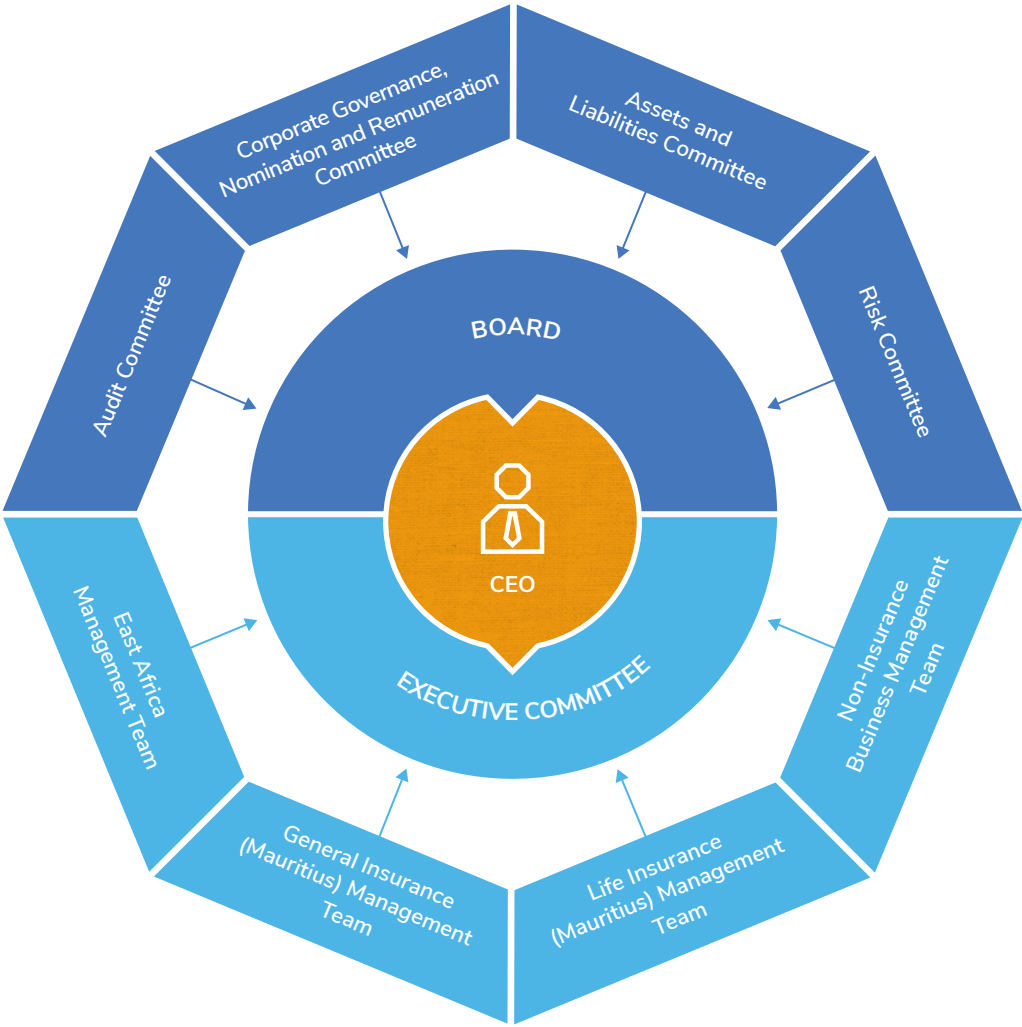 Corporate Governance,
Nomination and Remuneration
Committee
Assets and
Liabilities Committee
Audit Committee
Risk Committee
BOARD
CEO
EXECUTIVE COMMITTEE
East Africa
Management Team
Non-Insurance
Business Management
Team
General Insurance
(Mauritius) Management
Team
Life Insurance
(Mauritius) Management
Team